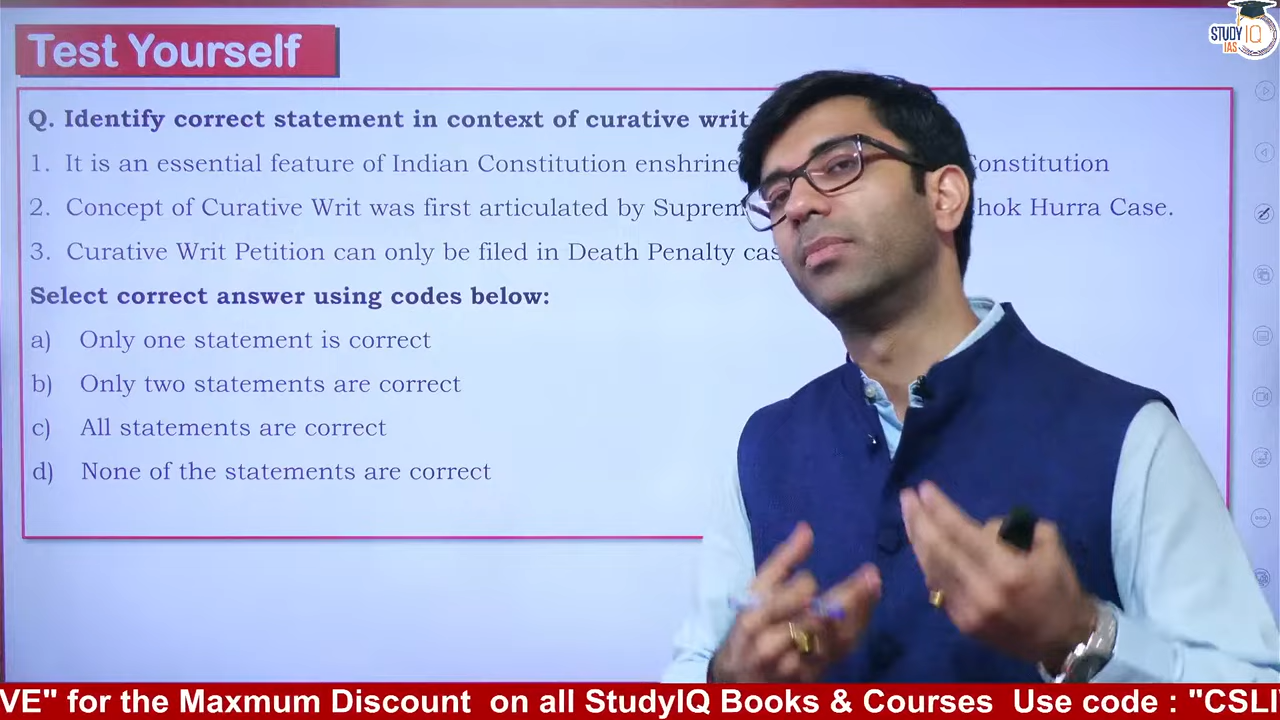 STUDY IQ
IAS
Test Yourself
Q. Identify correct statement in context of curative writ
1. It is an essential feature of Indian Constitution Constitution
2. Concept of Curative Writ was first articulated by Hurra Case.
3. Curative Writ Petition can only be filed in Death Penalty
Select correct answer using codes below:
a) Only one statement is correct
b) Only two statements are correct
c) All statements are correct
d) None of the statements are correct
VE" for the Maxmum Discount on all StudyIQ Books & Courses Use code : "CSLI